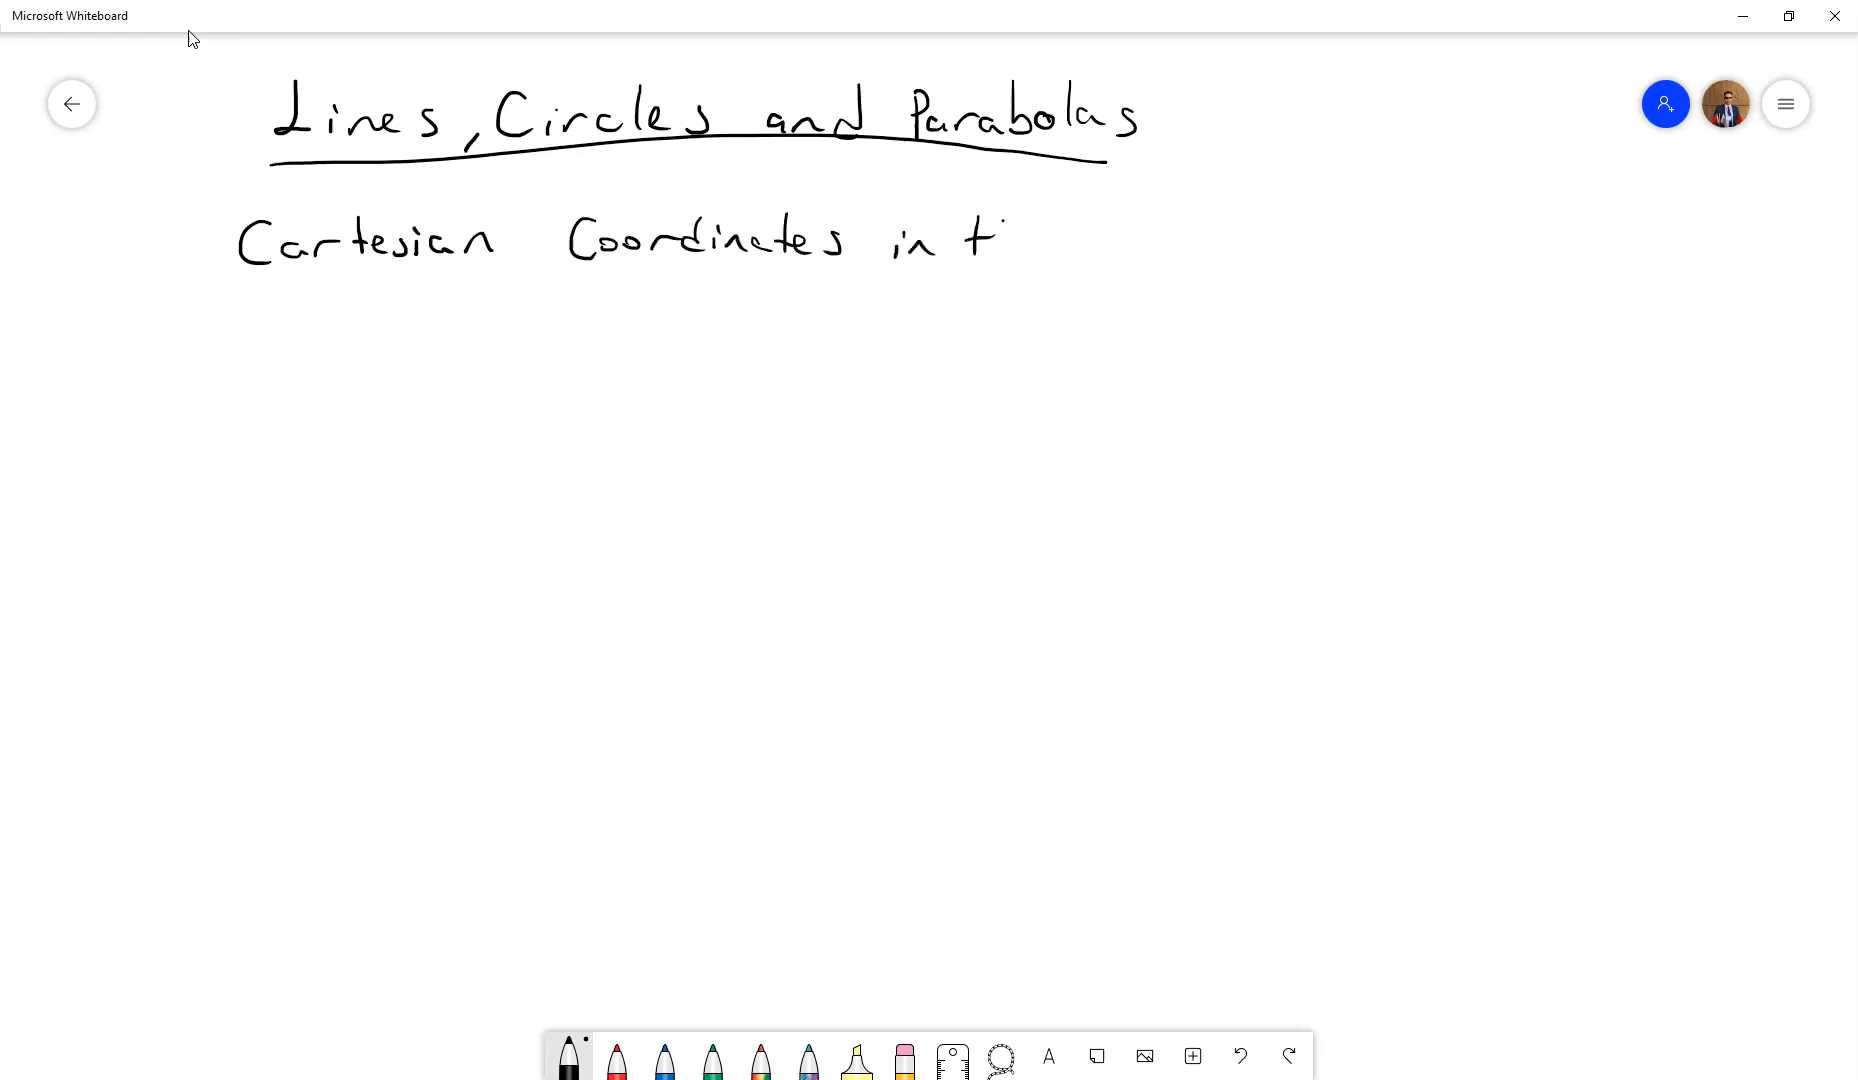 Microsoft Whiteboard
Lines, Circles and Parabolas
Cartesian Coordinates in t
A